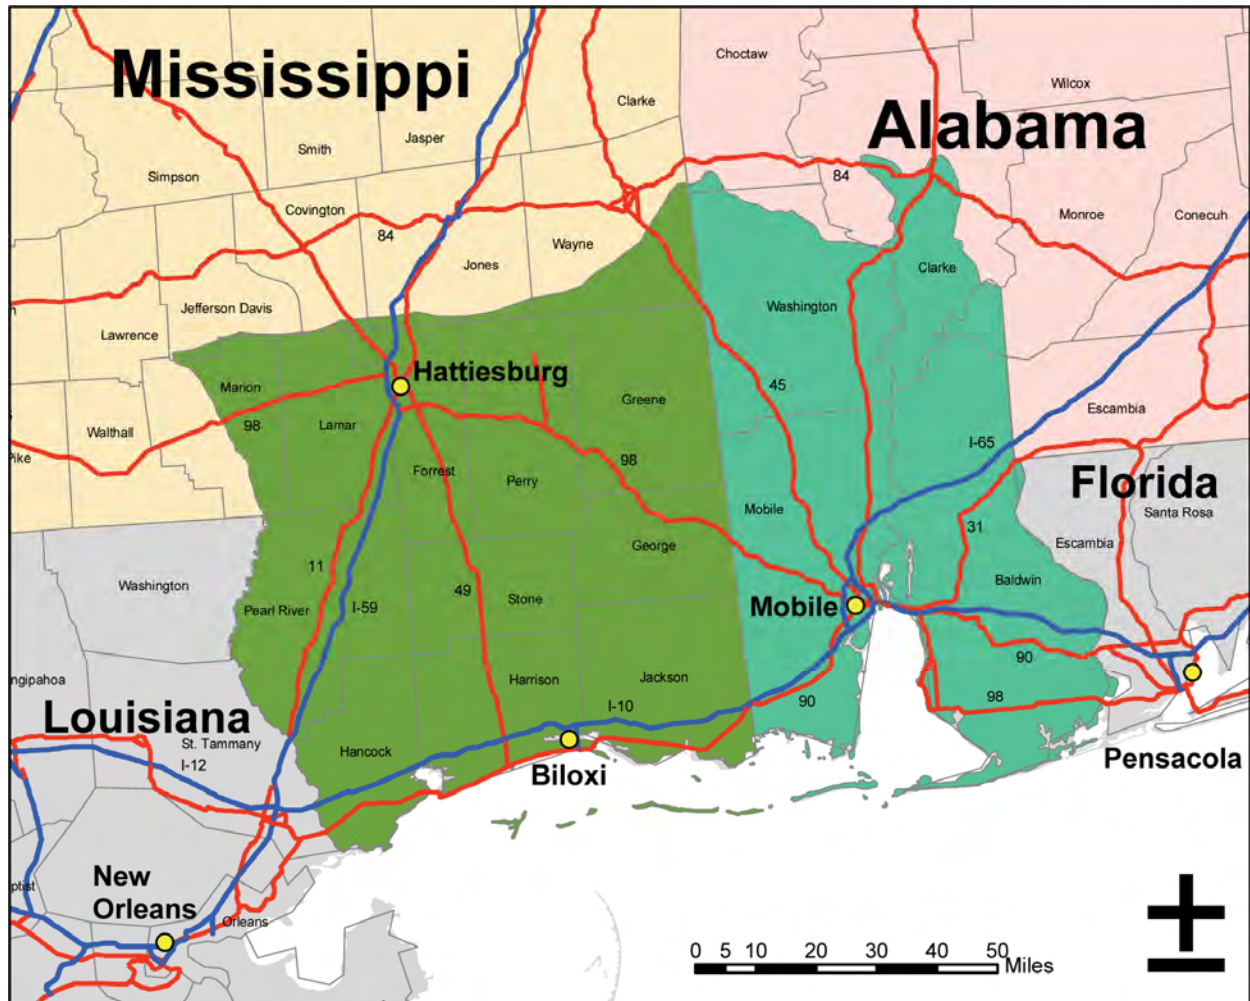 Mississippi
Alabama
Choctaw
Wilcox
Clarke
Jasper
Smith
Simpson
Covington
84
84
Monroe
Conecuh
Wayne
Jones
Clarke
Jefferson Davis
Washington
Lawrence
Hattiesburg
Marion
45
Greene
Escambia
98
Lamar
Walthall
I-65
Pike
98
Forrest
Perry
Florida
Mobile
Santa Rosa
31
Escambia
George
11
Washington
Baldwin
49
Stone
I-59
Mobile
Pearl River
90
ngipahoa
Harrison
Jackson
98
90
I-10
Louisiana
St. Tammany
Hancock
I-12
Pensacola
Biloxi
New
Orleans
ptist
Orleans
0 5 10 20 30 40 50
Miles